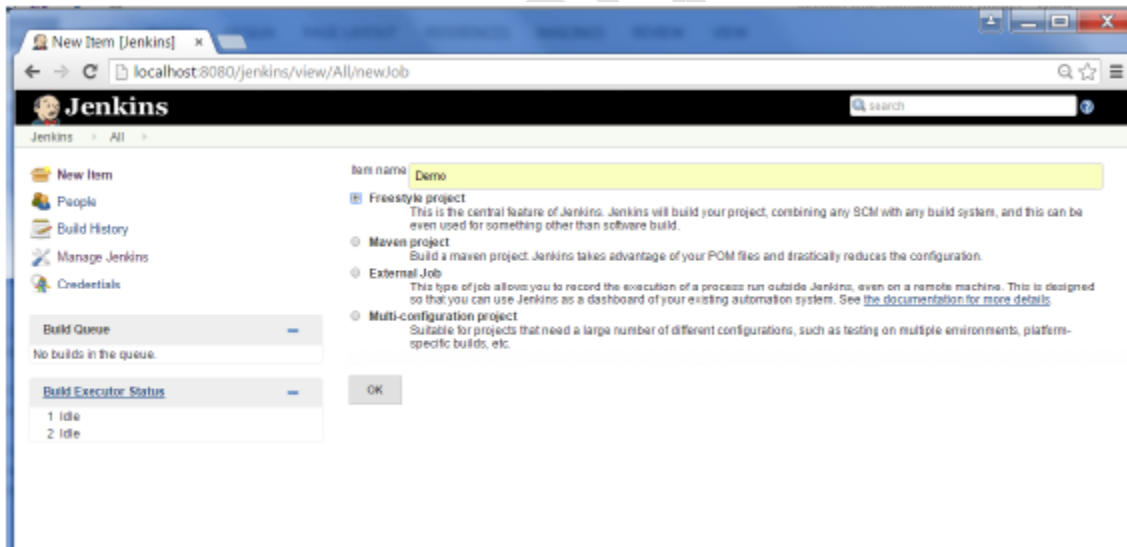 New Item [Jenkins]
localhost:8080/jenkins/view/All/newJob
Jenkins
search
Jenkins All
New Item
People
Build History
Manage Jenkins
Credentials
Build Queue
No builds in the queue.
Build Executor Status
1 Idle
2 Idle
Item name Demo
Freestyle project
This is the central feature of Jenkins. Jenkins will build your project, combining any SCM with any build system, and this can be
even used for something other than software build.
Maven project
Build a maven project. Jenkins takes advantage of your POM files and drastically reduces the configuration.
External Job
This type of job allows you to record the execution of a process run outside Jenkins, even on a remote machine. This is designed
so that you can use Jenkins as a dashboard of your existing automation system. See the documentation for more details.
Multi-configuration project
Suitable for projects that need a large number of different configurations, such as testing on multiple environments, platform-
specific builds, etc.
OK